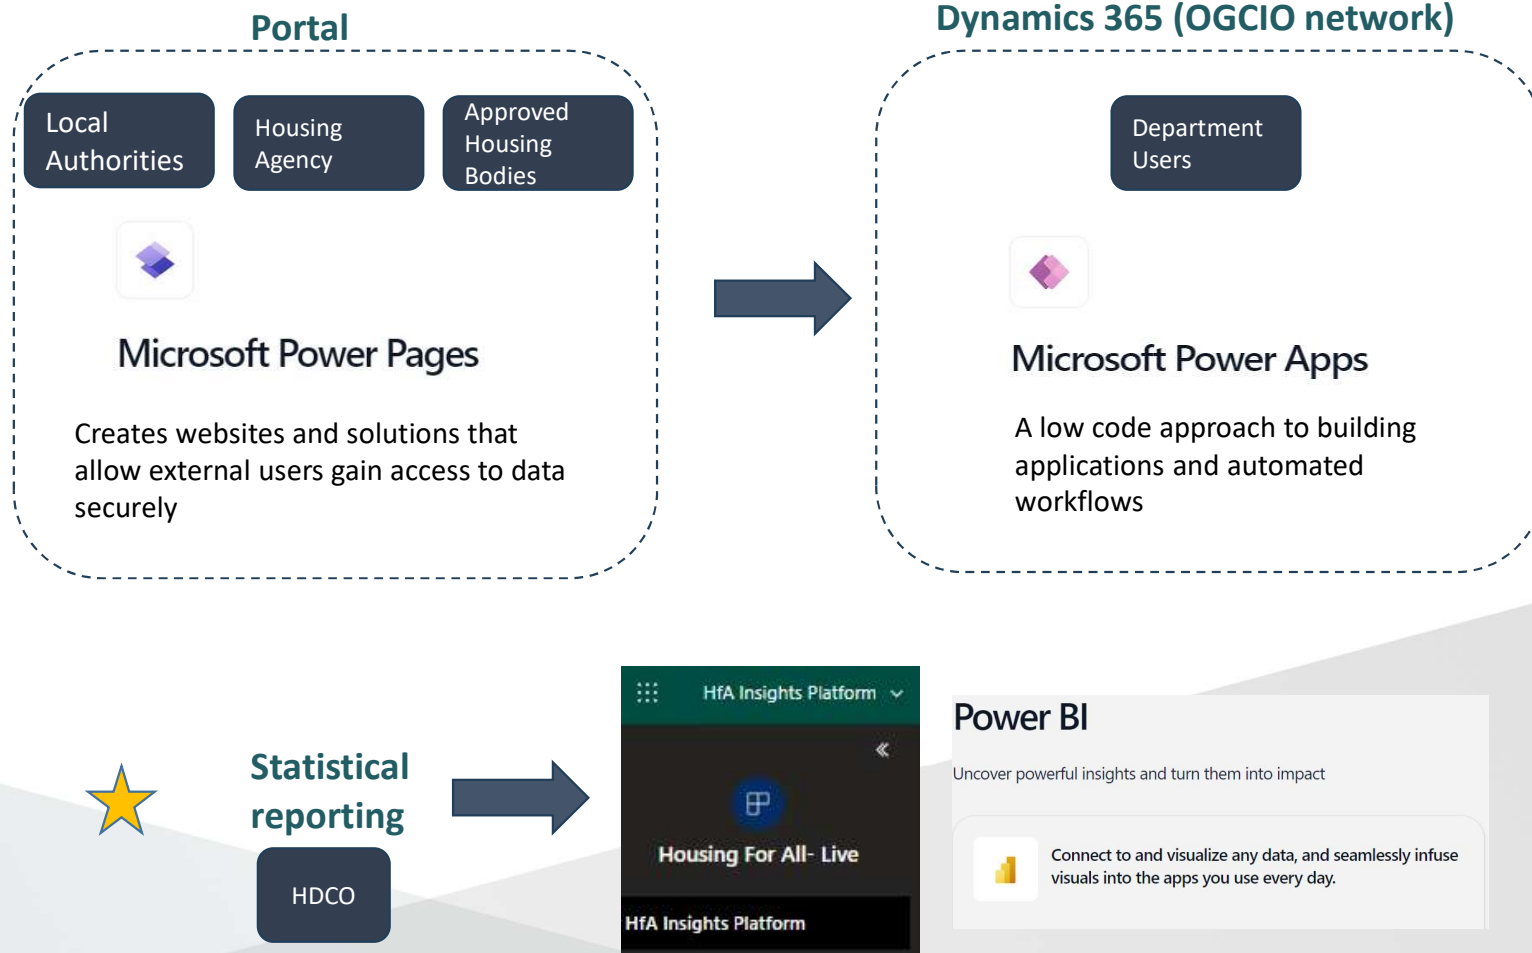 Portal
Dynamics 365 (OGCIO network)
Local
Authorities
Housing
Agency
Approved
Housing
Bodies
Department
Users
Microsoft Power Pages
Microsoft Power Apps
Creates websites and solutions that
allow external users gain access to data
securely
A low code approach to building
applications and automated
workflows
Statistical
reporting
HDCO
HfA Insights Platform
Housing For All- Live
HfA Insights Platform
Power BI
Uncover powerful insights and turn them into impact
Connect to and visualize any data, and seamlessly infuse
visuals into the apps you use every day.